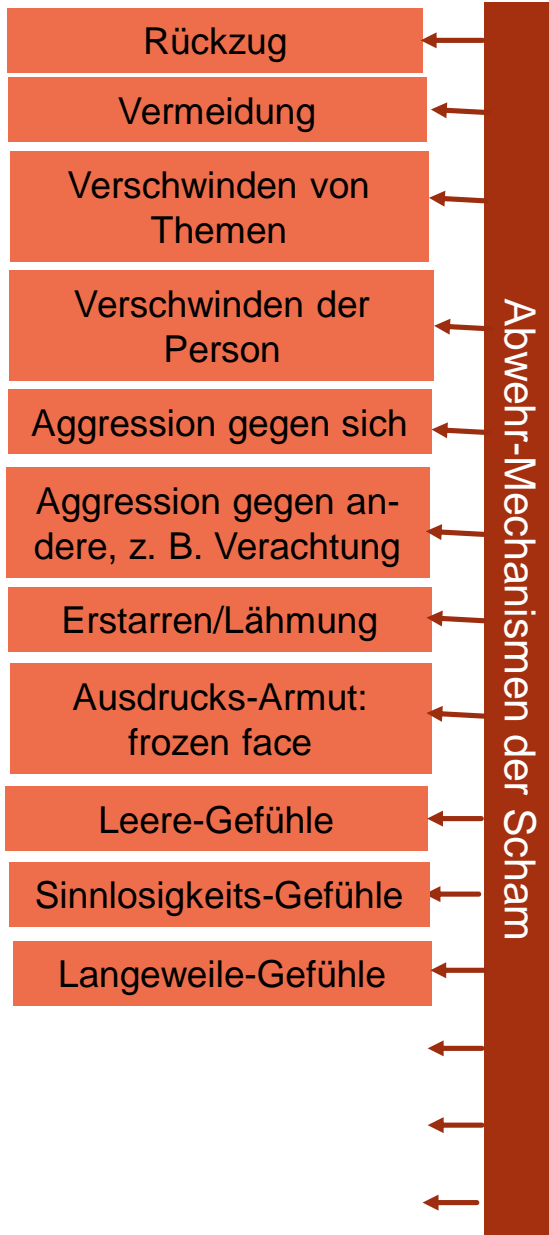 Rückzug
Vermeidung
Verschwinden von
Themen
Verschwinden der
Person
Aggression gegen sich
Aggression gegen an-
dere, z. B. Verachtung
Erstarren/Lähmung
Ausdrucks-Armut:
frozen face
Leere-Gefühle
Sinnlosigkeits-Gefühle
Langeweile-Gefühle
Abwehr-Mechanismen der Scham